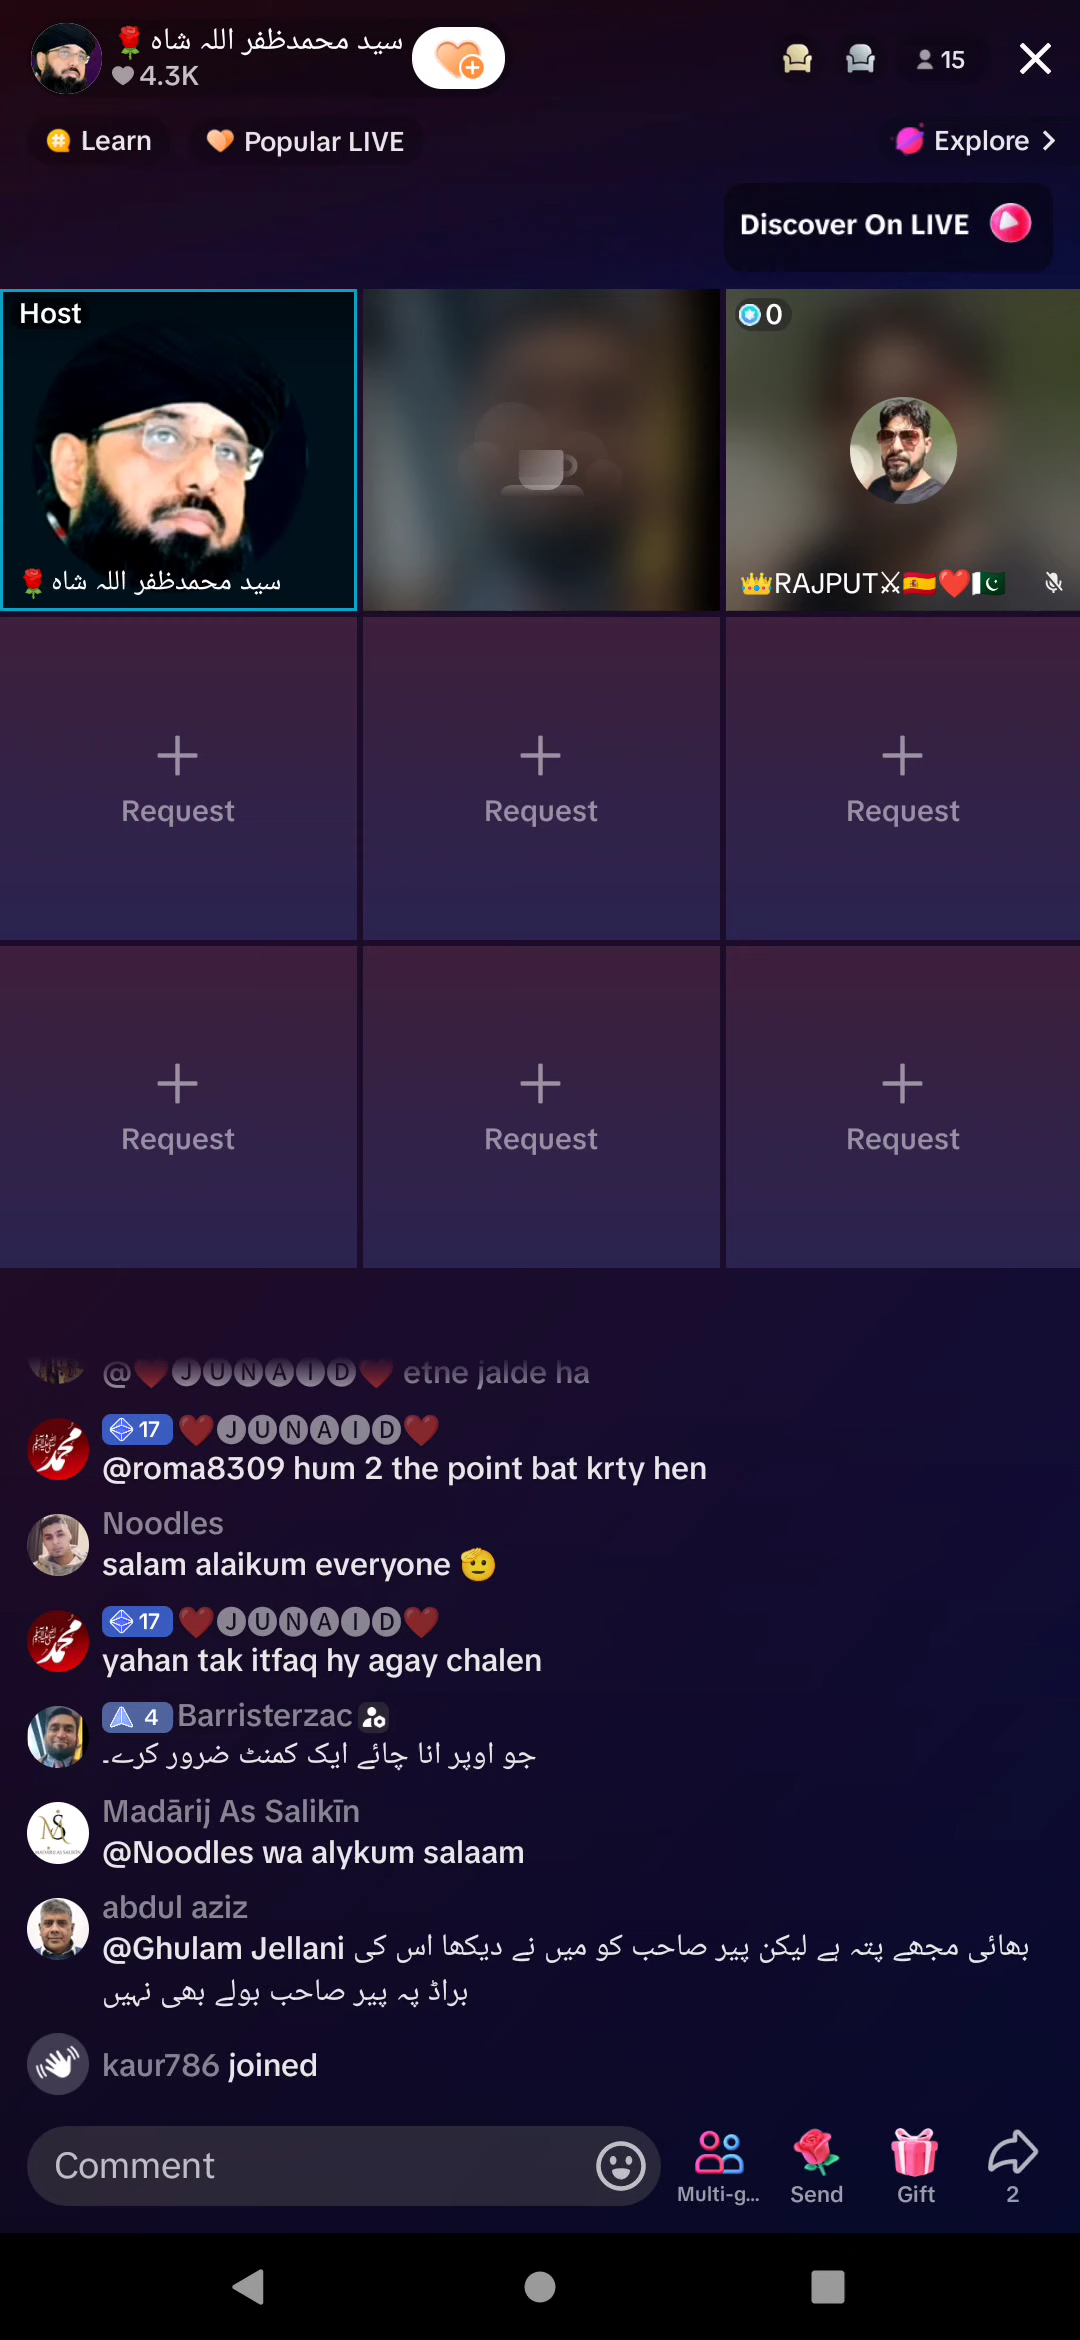 سید محمدظفر اللہ شاہ🌹
4.3K
15
Learn
Popular LIVE
Explore
Discover On LIVE
Host
سید محمدظفر اللہ شاہ🌹
0
👑RAJPUT⚔🇪🇸❤️🇵🇰
Request
Request
Request
Request
Request
Request
@❤️🅙🅤🅝🅐🅘🅓❤️ etne jalde ha
17 ❤️🅙🅤🅝🅐🅘🅓❤️
@roma8309 hum 2 the point bat krty hen
Noodles
salam alaikum everyone 🫡
17 ❤️🅙🅤🅝🅐🅘🅓❤️
yahan tak itfaq hy agay chalen
4 Barristerzac
جو اوپر انا چائے ایک کمنٹ ضرور کرے۔
Madārij As Salikīn
@Noodles wa alykum salaam
abdul aziz
@Ghulam Jellani بھائی مجھے پتہ ہے لیکن پیر صاحب کو میں نے دیکھا اس کی
براڈ پہ پیر صاحب بولے بھی نہیں
kaur786 joined
Comment
Multi-g...
Send
Gift
2